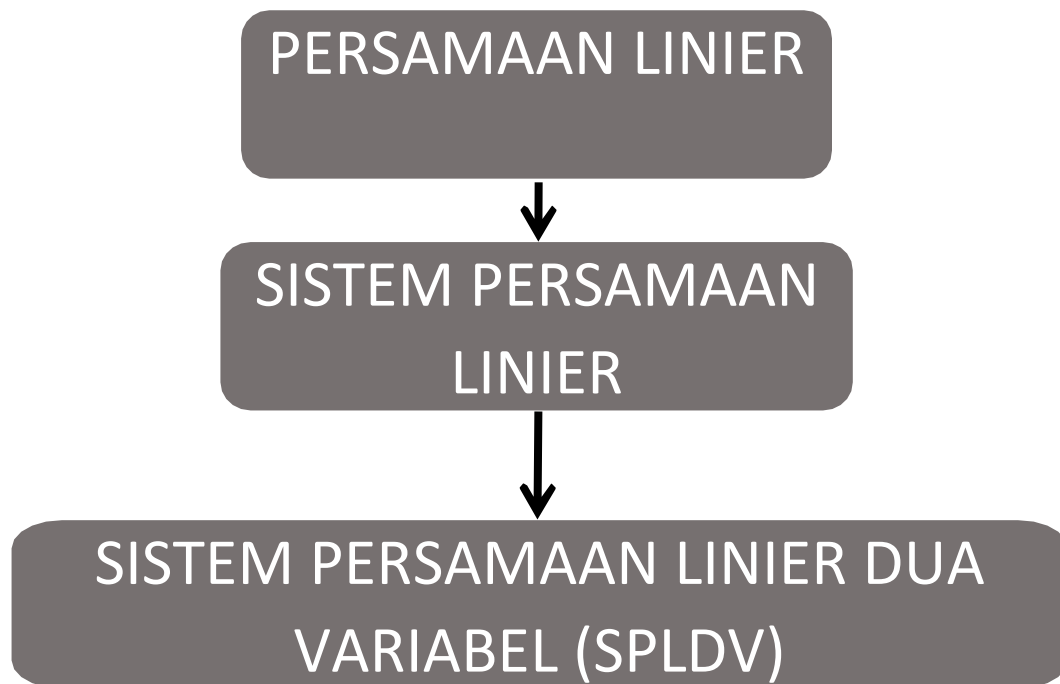 PERSAMAAN LINIER
SISTEM PERSAMAAN
LINIER
SISTEM PERSAMAAN LINIER DUA
VARIABEL (SPLDV)